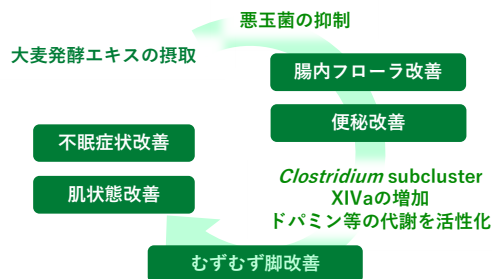 悪玉菌の抑制
大麦発酵エキスの摂取
腸内フローラ改善
便秘改善
Clostridium subcluster
XIVaの増加
ドパミン等の代謝を活性化
むずむず脚改善
不眠症状改善
肌状態改善